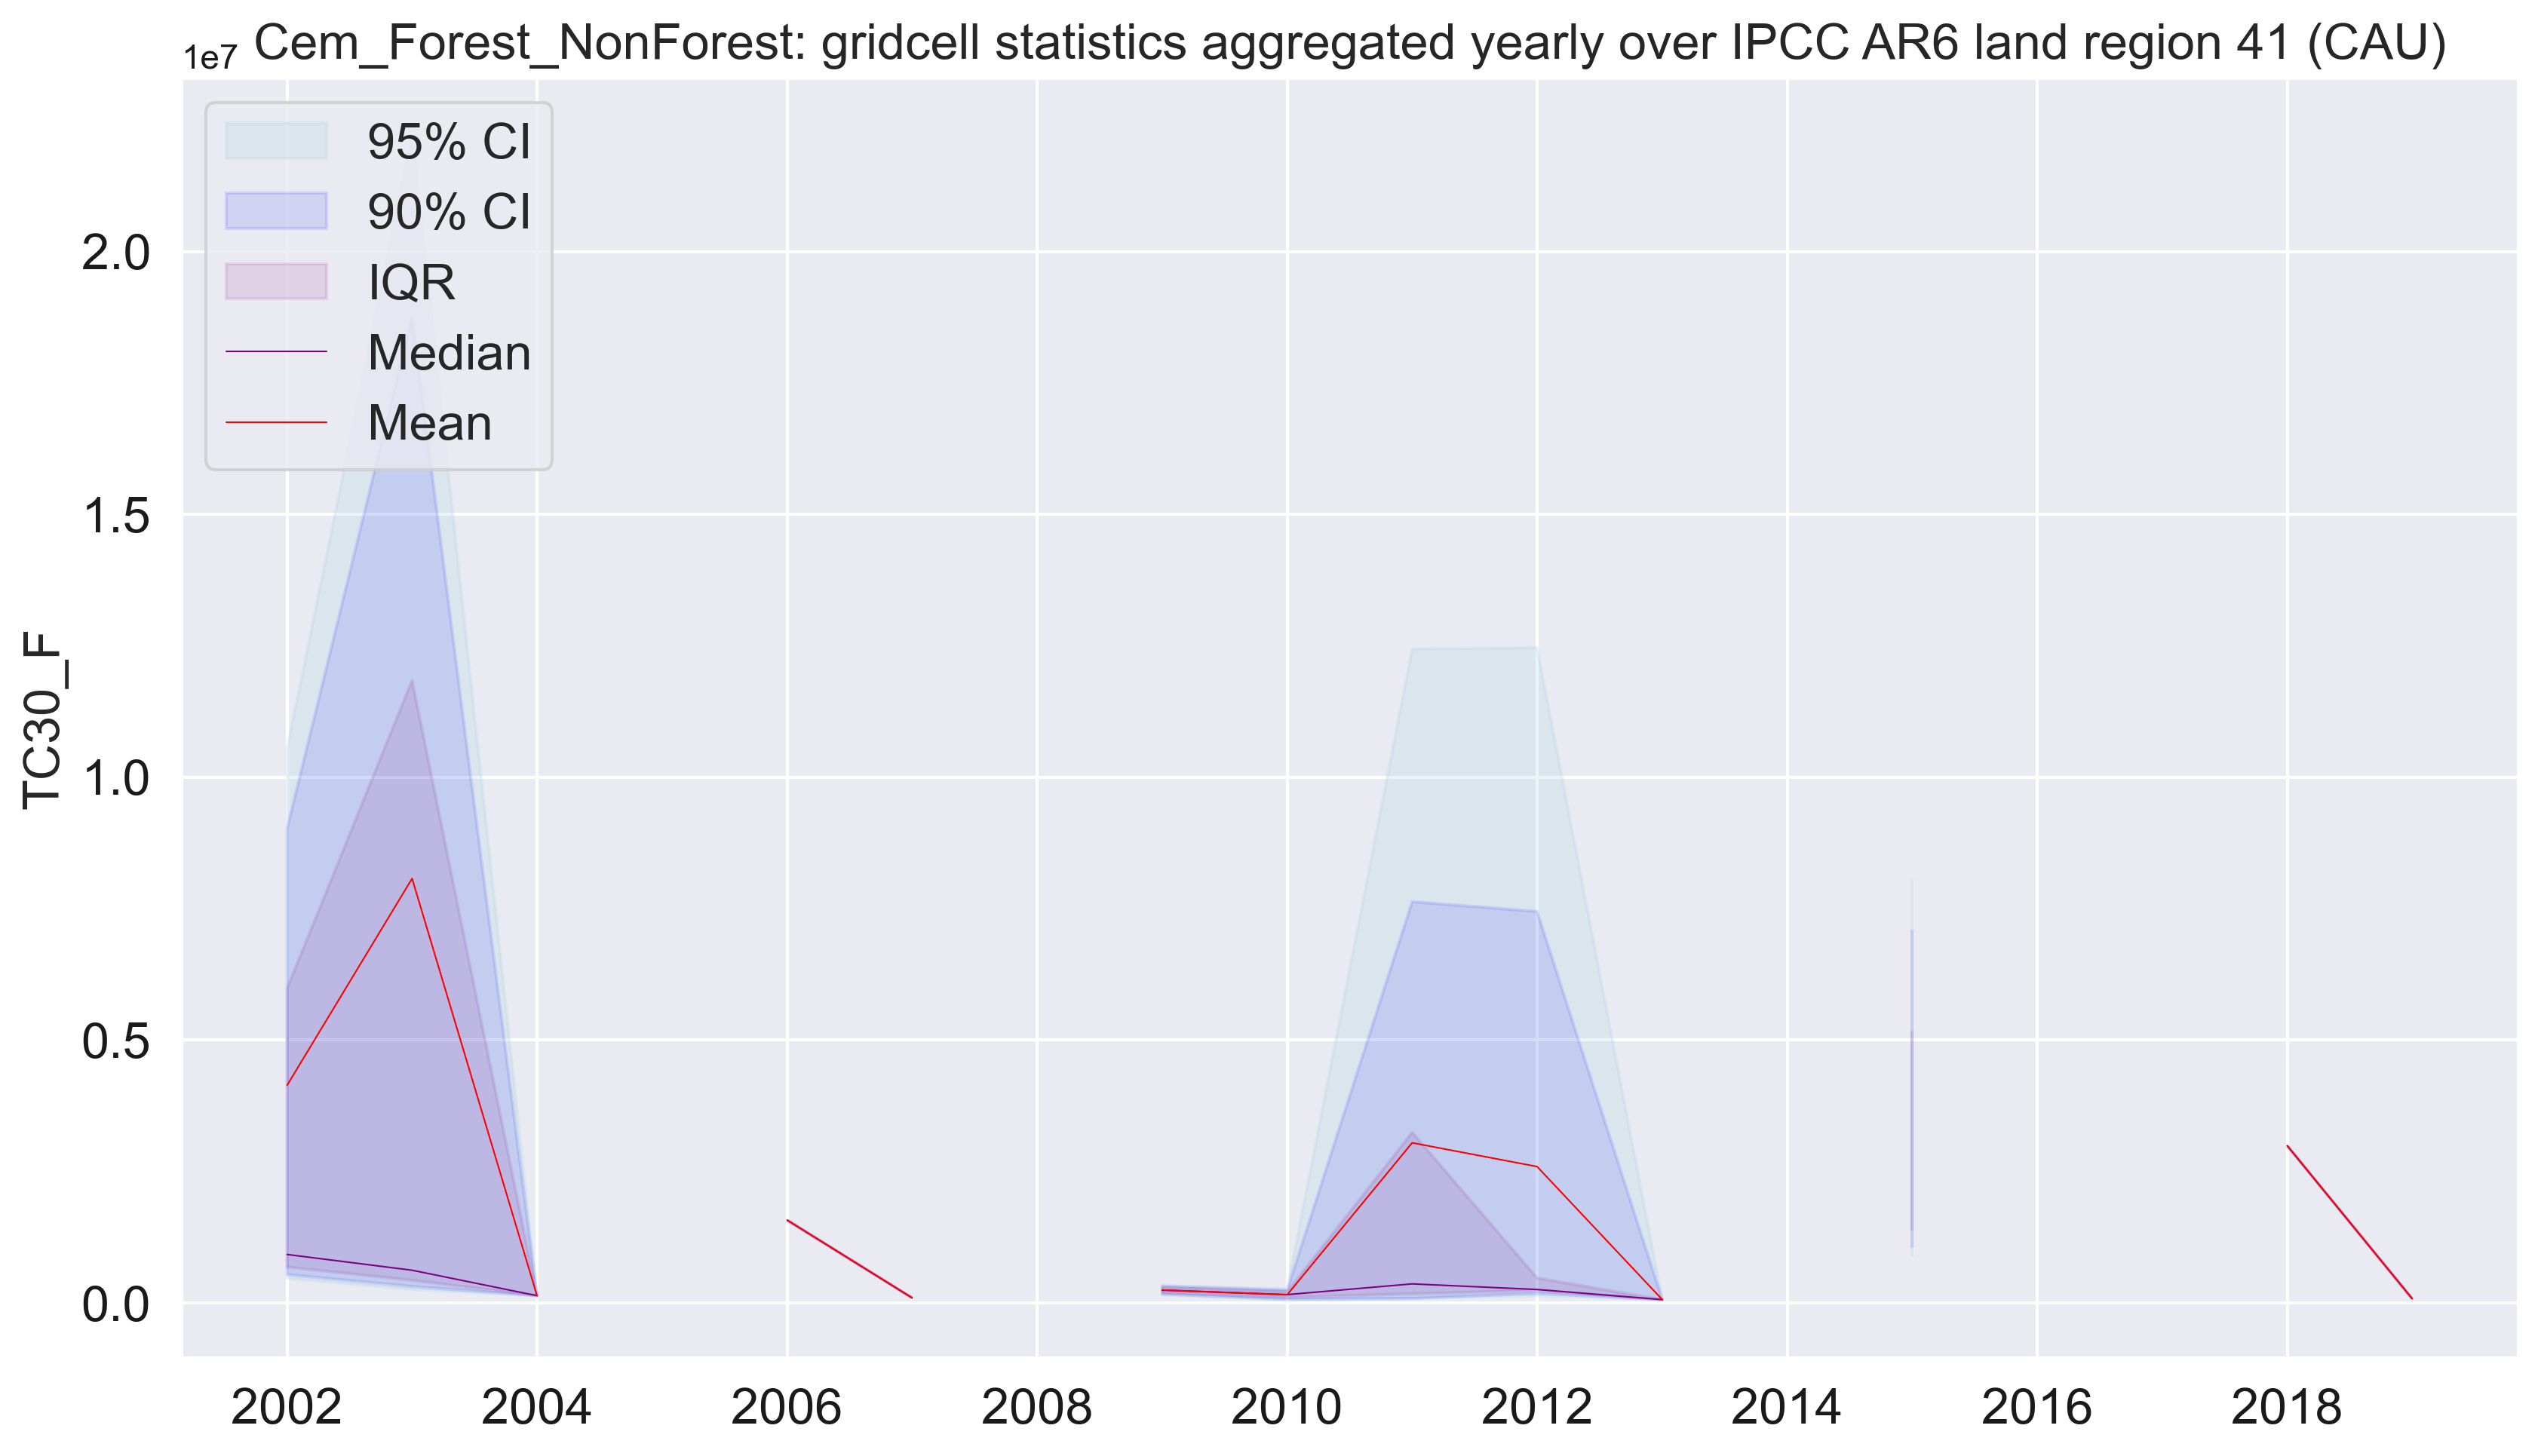 Cem_Forest_NonForest: gridcell statistics aggregated yearly over IPCC AR6 land region 41 (CAU)
1e7
95% CI
90% CI
IQR
Median
Mean
TC30_F
2.0
1.5
1.0
0.5
0.0
2002 2004 2006 2008 2010 2012 2014 2016 2018